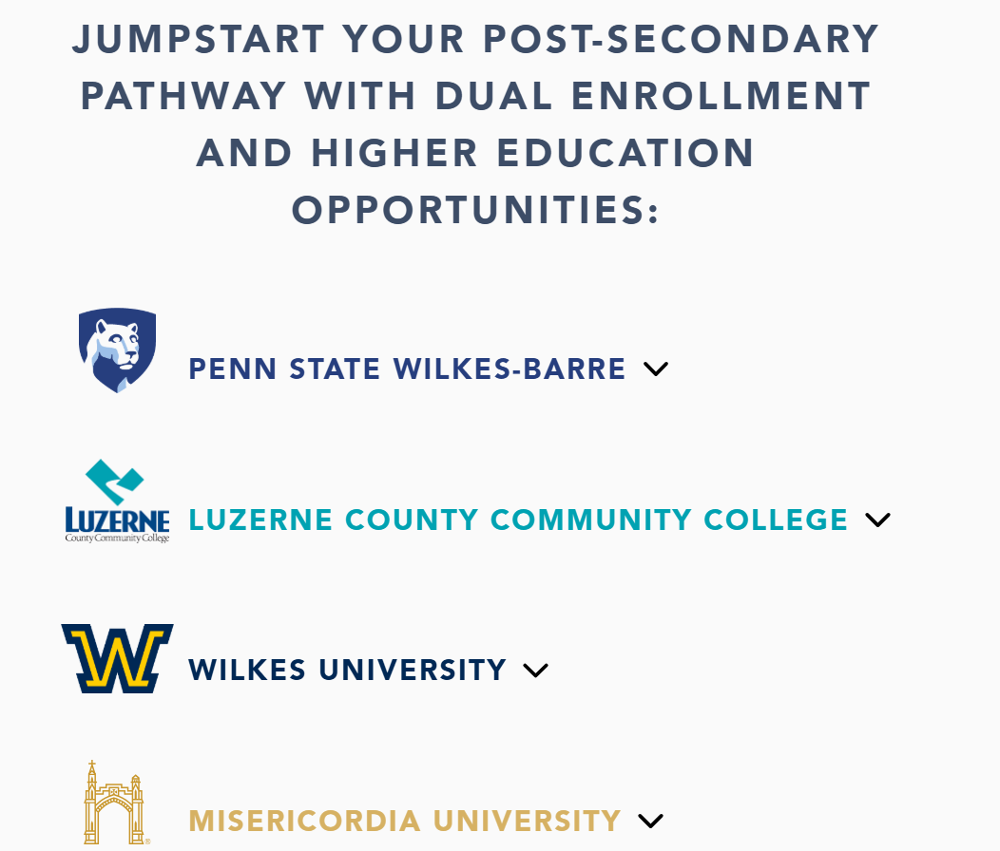 JUMPSTART YOUR POST-SECONDARY
PATHWAY WITH DUAL ENROLLMENT
AND HIGHER EDUCATION
OPPORTUNITIES:
PENN STATE WILKES-BARRE
LUZERNE
County Community College
LUZERNE COUNTY COMMUNITY COLLEGE
W
WILKES UNIVERSITY
®
MISERICORDIA UNIVERSITY